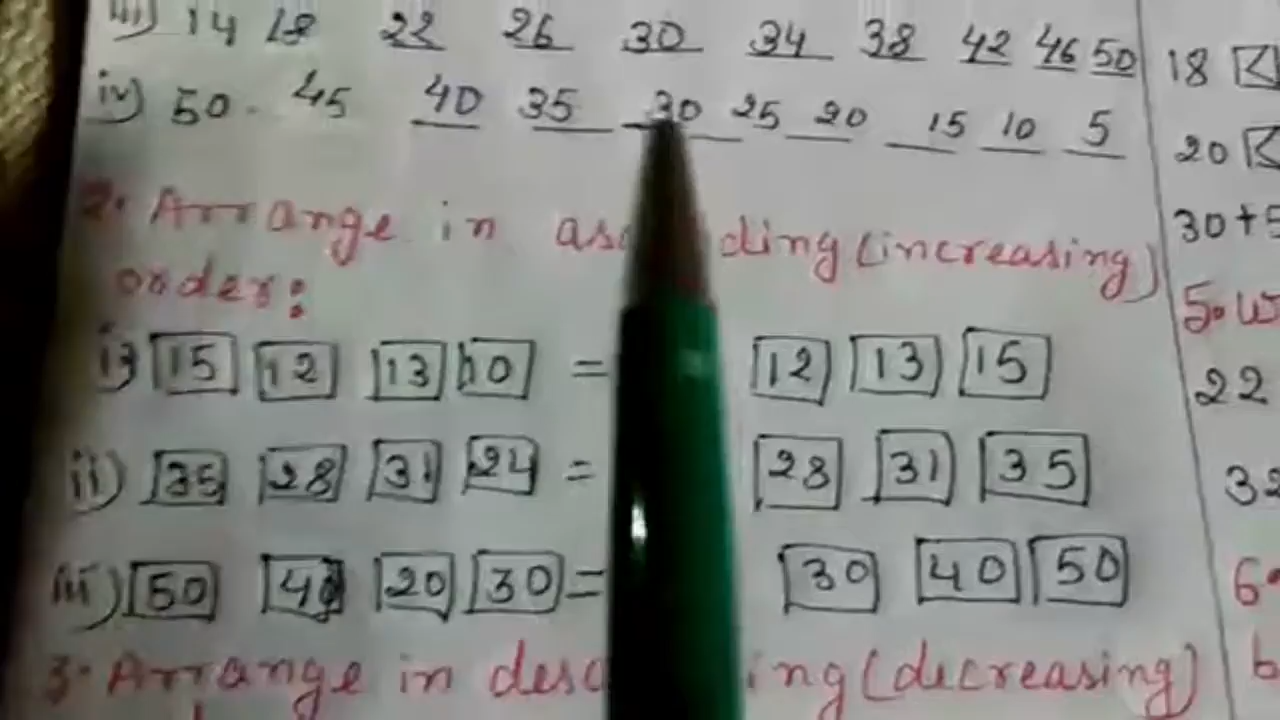 iii) 14 18 22 26 30 34 38 42 46 50
iv) 50 45 40 35 30 25 20 15 10 5
2. Arrange in ding (increasing)
order:
i) 15 12 13 10 = 12 13 15
ii) 35 28 31 24 = 28 31 35
iii) 50 40 20 30 = 30 40 50
3. Arrange in desc ing (decreasing)
18 <
20 <
30+5
5. W
22
32
6.
b